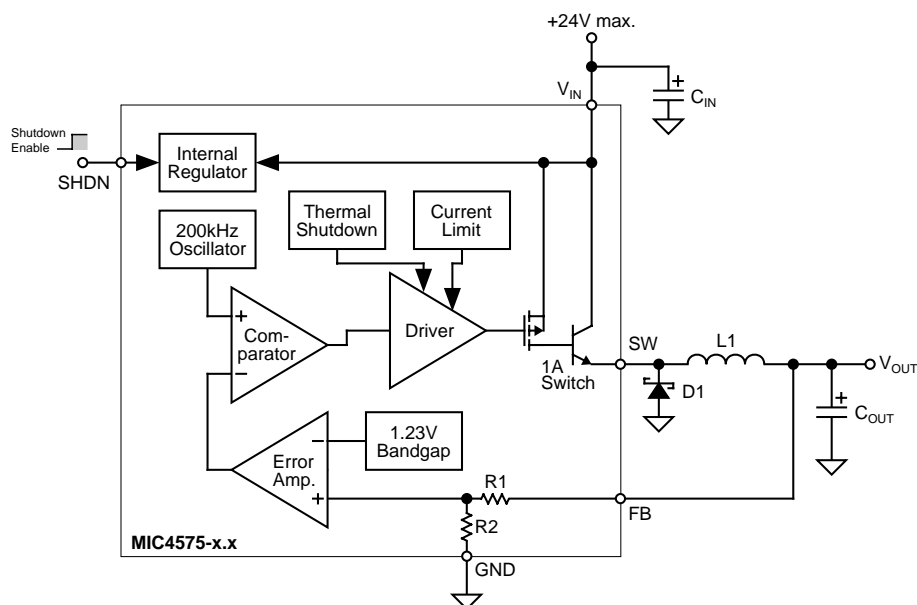 +24V max.
VIN
CIN
Shutdown
Enable
SHDN
Internal
Regulator
200kHz
Oscillator
Thermal
Shutdown
Current
Limit
+
Com-
parator
–
Driver
1A
Switch
SW
L1
VOUT
D1
+
COUT
+
1.23V
Bandgap
–
Error
Amp.
+
R1
R2
FB
MIC4575-x.x
GND